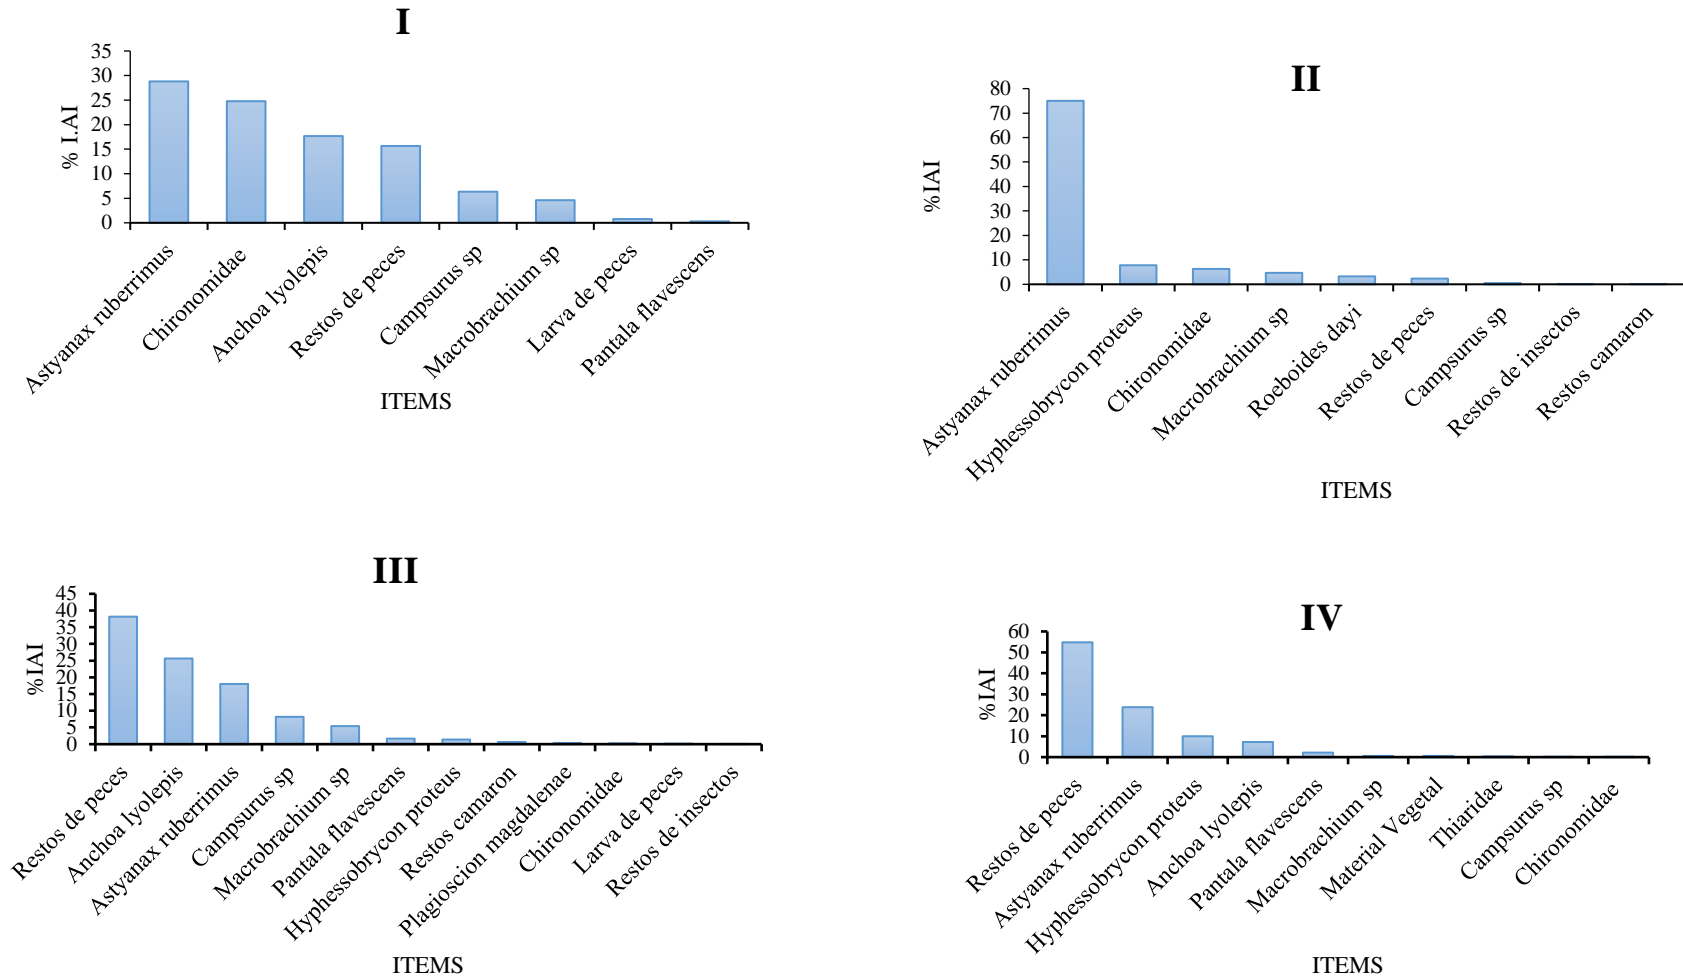 I
35
30
25
20
15
10
5
0
% I.AI
Astyanax ruberrimus
Chironomidae
Anchoa lyolepis
Restos de peces
Campsurus sp
Macrobrachium sp
Larva de peces
Pantala flavescens
ITEMS
II
80
70
60
50
40
30
20
10
0
%IAI
Astyanax ruberrimus
Hyphessobrycon proteus
Chironomidae
Macrobrachium sp
Roeboides dayi
Restos de peces
Campsurus sp
Restos de insectos
Restos camaron
ITEMS
III
45
40
35
30
25
20
15
10
5
0
%IAI
Restos de peces
Anchoa lyolepis
Astyanax ruberrimus
Campsurus sp
Macrobrachium sp
Pantala flavescens
Hyphessobrycon proteus
Restos camaron
Plagioscion magdalenae
Chironomidae
Larva de peces
Restos de insectos
ITEMS
IV
60
50
40
30
20
10
0
%IAI
Restos de peces
Astyanax ruberrimus
Hyphessobrycon proteus
Anchoa lyolepis
Pantala flavescens
Macrobrachium sp
Material Vegetal
Thiaridae
Campsurus sp
Chironomidae
ITEMS